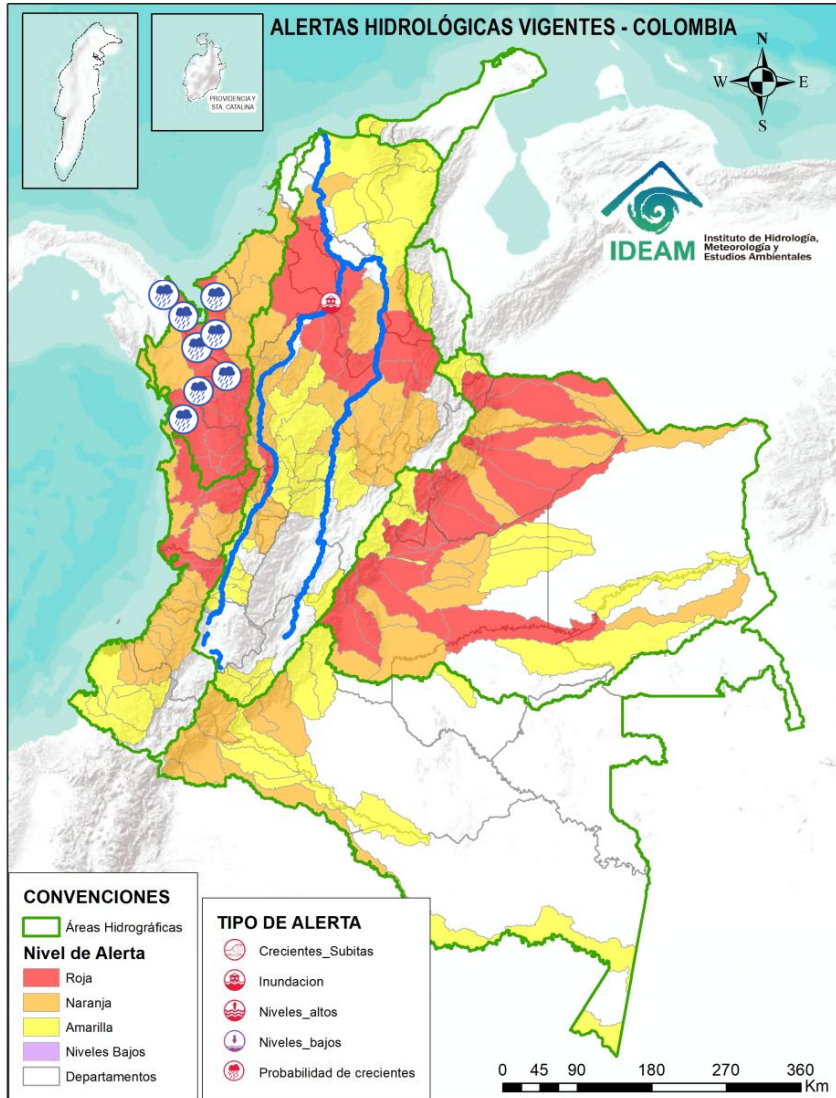 ALERTAS HIDROLÓGICAS VIGENTES - COLOMBIA
PROVIDENCIA Y
STA. CATALINA
N
W
E
S
IDEAM
Instituto de Hidrología,
Meteorología y
Estudios Ambientales
CONVENCIONES
Áreas Hidrográficas
Nivel de Alerta
Roja
Naranja
Amarilla
Niveles Bajos
Departamentos
TIPO DE ALERTA
Crecientes_Subitas
Inundacion
Niveles_altos
Niveles_bajos
Probabilidad de crecientes
0 45 90 180 270 360
Km